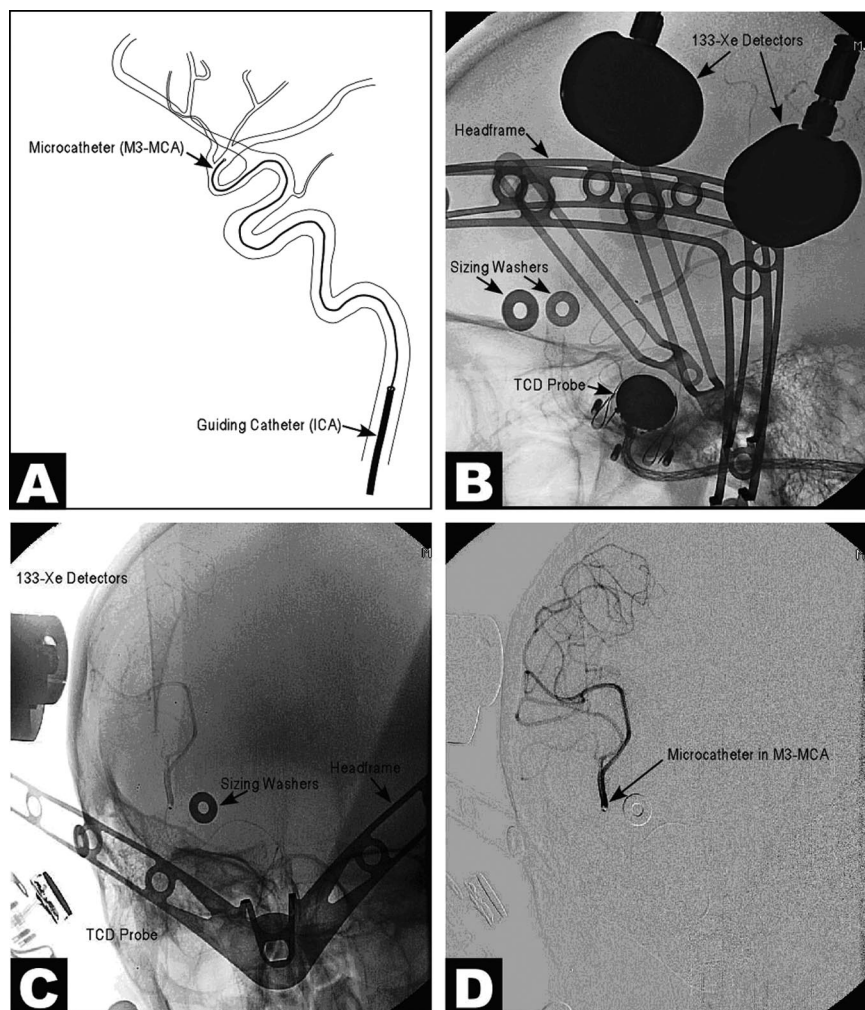 Microcatheter (M3-MCA)
Guiding Catheter (ICA)
A
133-Xe Detectors
M
Headframe
Sizing Washers
TCD Probe
B
133-Xe Detectors
M
Sizing Washers
Headframe
TCD Probe
C
M
Microcatheter in M3-MCA
D